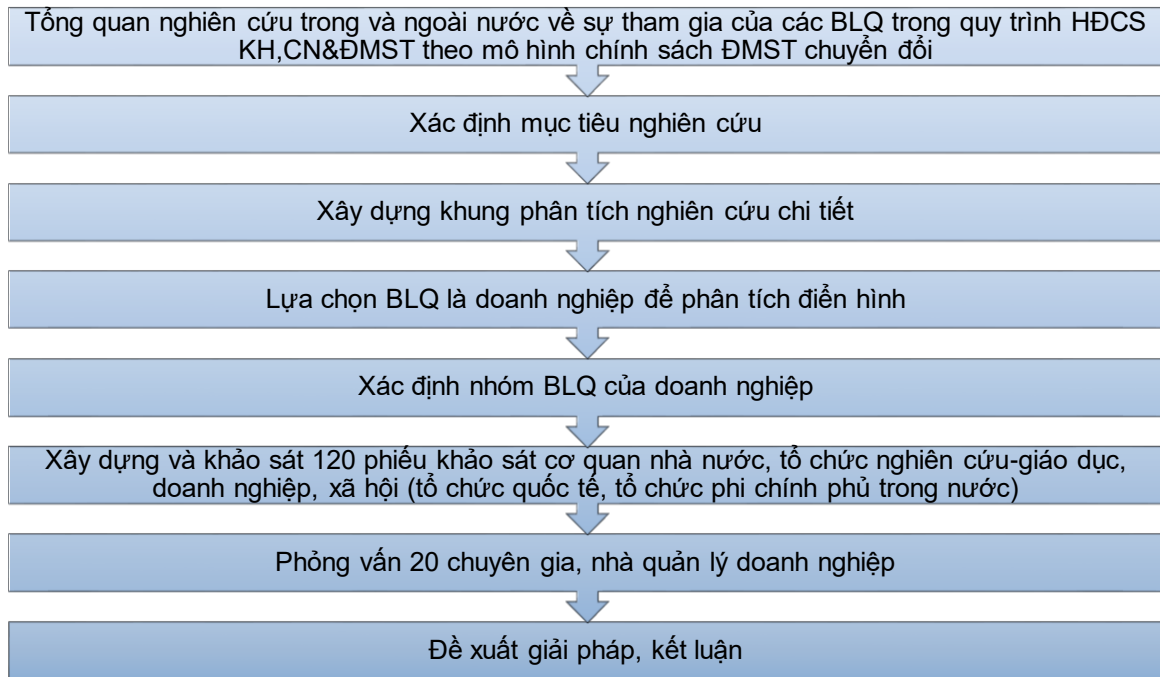 Tổng quan nghiên cứu trong và ngoài nước về sự tham gia của các BLQ trong quy trình HĐCS
KH,CN&ĐMST theo mô hình chính sách ĐMST chuyển đổi
Xác định mục tiêu nghiên cứu
Xây dựng khung phân tích nghiên cứu chi tiết
Lựa chọn BLQ là doanh nghiệp để phân tích điển hình
Xác định nhóm BLQ của doanh nghiệp
Xây dựng và khảo sát 120 phiếu khảo sát cơ quan nhà nước, tổ chức nghiên cứu-giáo dục,
doanh nghiệp, xã hội (tổ chức quốc tế, tổ chức phi chính phủ trong nước)
Phỏng vấn 20 chuyên gia, nhà quản lý doanh nghiệp
Đề xuất giải pháp, kết luận